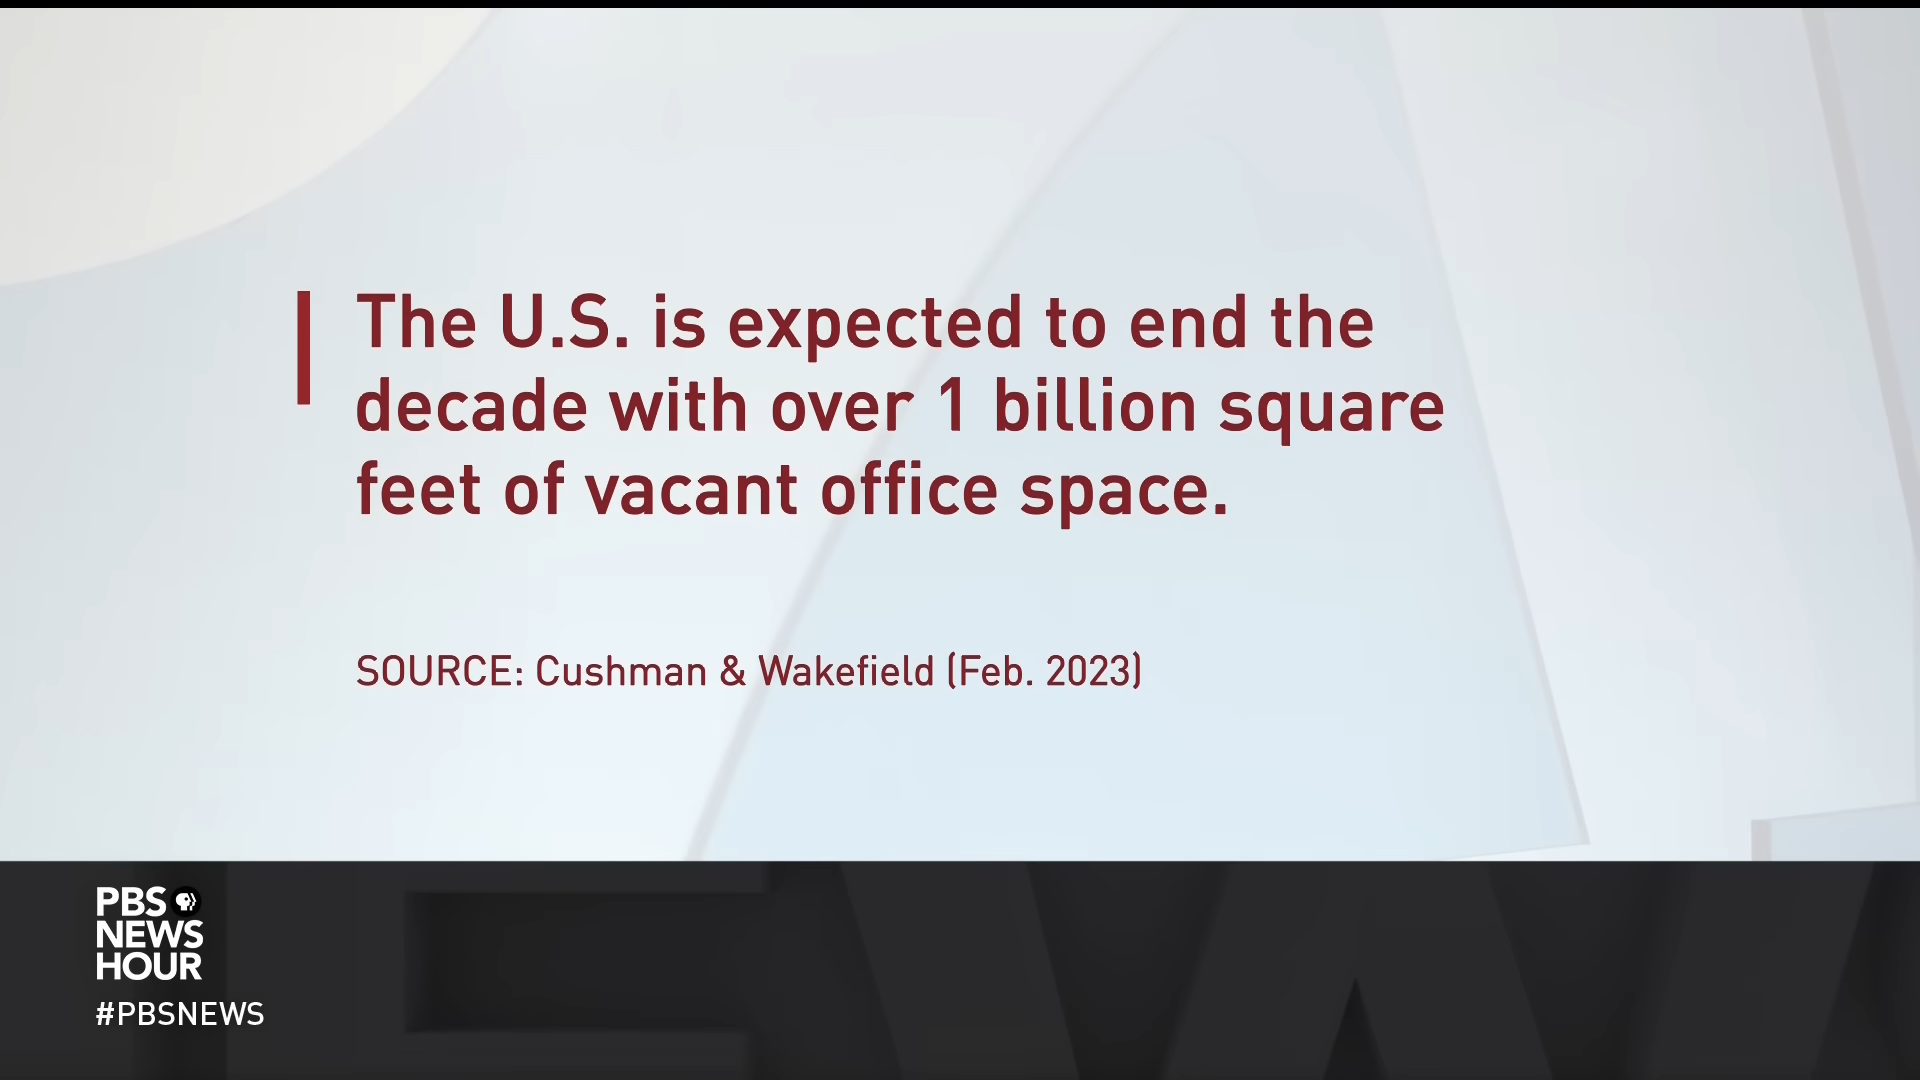 The U.S. is expected to end the
decade with over 1 billion square
feet of vacant office space.
SOURCE: Cushman & Wakefield (Feb. 2023)
PBS
NEWS
HOUR
#PBSNEWS